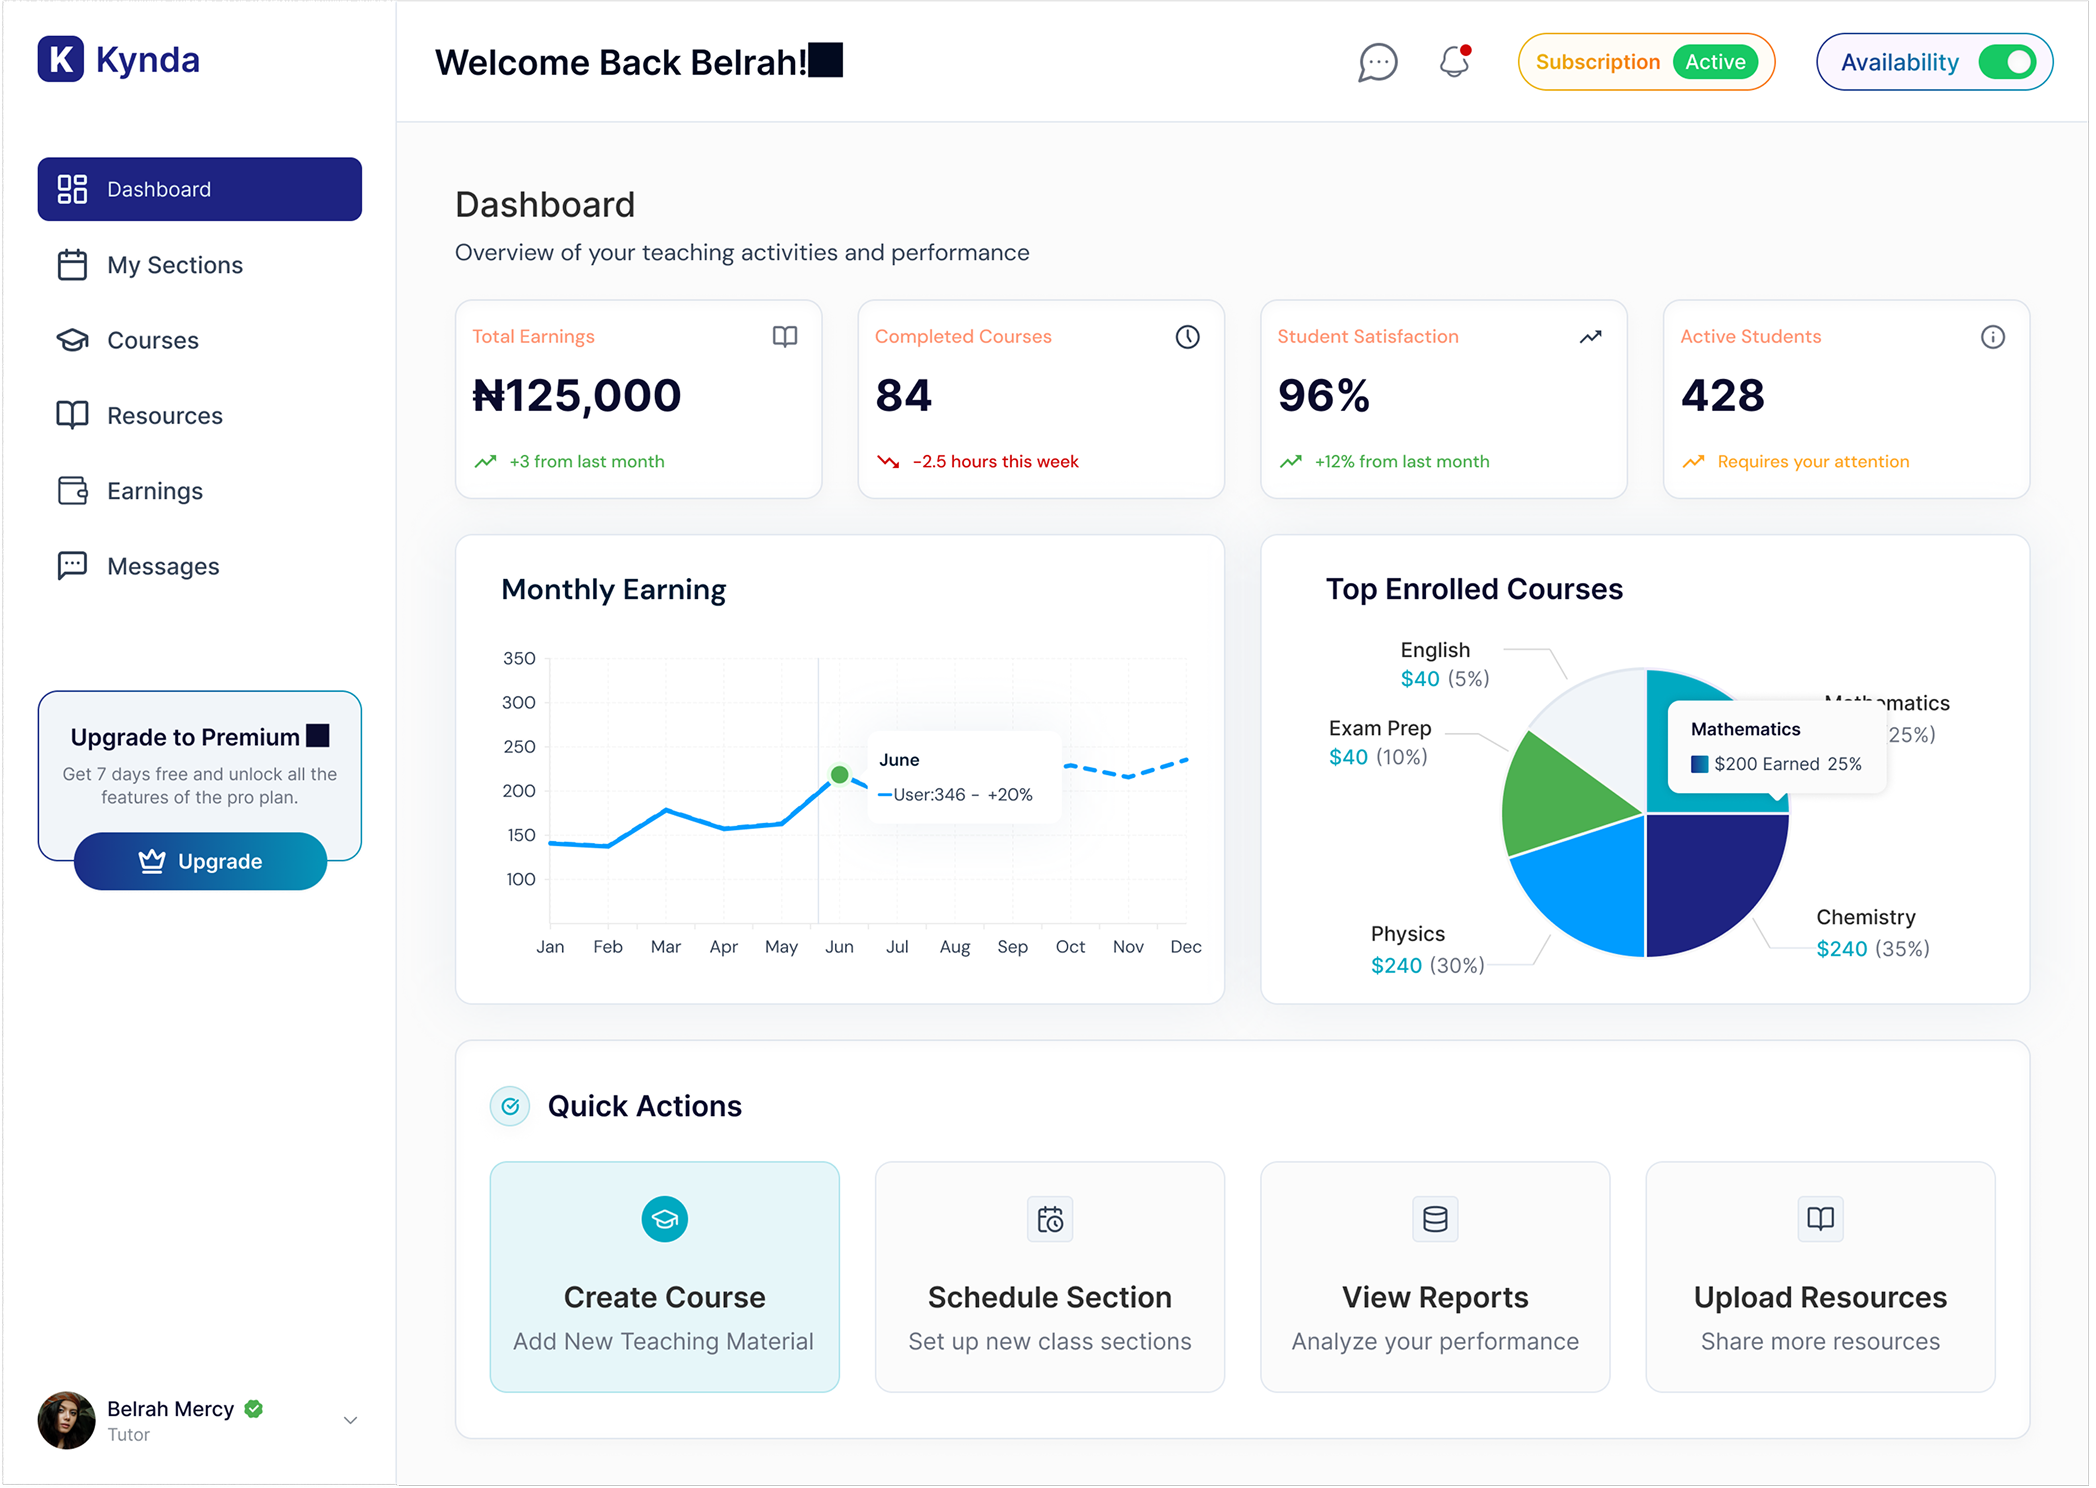 K Kynda
Welcome Back Belrah!
Subscription Active
Availability
Dashboard
My Sections
Courses
Resources
Earnings
Messages
Upgrade to Premium
Get 7 days free and unlock all the
features of the pro plan.
Upgrade
Belrah Mercy
Tutor
Dashboard
Overview of your teaching activities and performance
Total Earnings
₦125,000
+3 from last month
Completed Courses
84
-2.5 hours this week
Student Satisfaction
96%
+12% from last month
Active Students
428
Requires your attention
Monthly Earning
350
300
250
200
150
100
Jan Feb Mar Apr May Jun Jul Aug Sep Oct Nov Dec
June
User:346 - +20%
Top Enrolled Courses
English
$40 (5%)
Exam Prep
$40 (10%)
Physics
$240 (30%)
Mathematics
25%)
Mathematics
$200 Earned 25%
Chemistry
$240 (35%)
Quick Actions
Create Course
Add New Teaching Material
Schedule Section
Set up new class sections
View Reports
Analyze your performance
Upload Resources
Share more resources